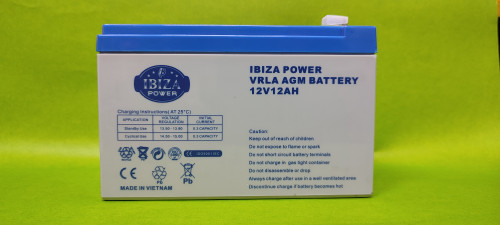 IBIZA
POWER
IBIZA POWER
VRLA AGM BATTERY
12V12AH
Charging Instructions( AT 25°C)
APPLICATION VOLTAGE REGULATION INITIAL CURRENT
Standby Use 13.50 - 13.80 0.3 CAPACITY
Cyclical Use 14.50 - 15.00 0.3 CAPACITY
Caution:
Keep out of reach of children
Do not expose to flame or spark
Do not short circuit battery terminals
Do not charge in gas tight container
Do not disassemble or drop
Always charge after use in a well ventilated area
Discontinue charge if battery becomes hot
MADE IN VIETNAM
Pb